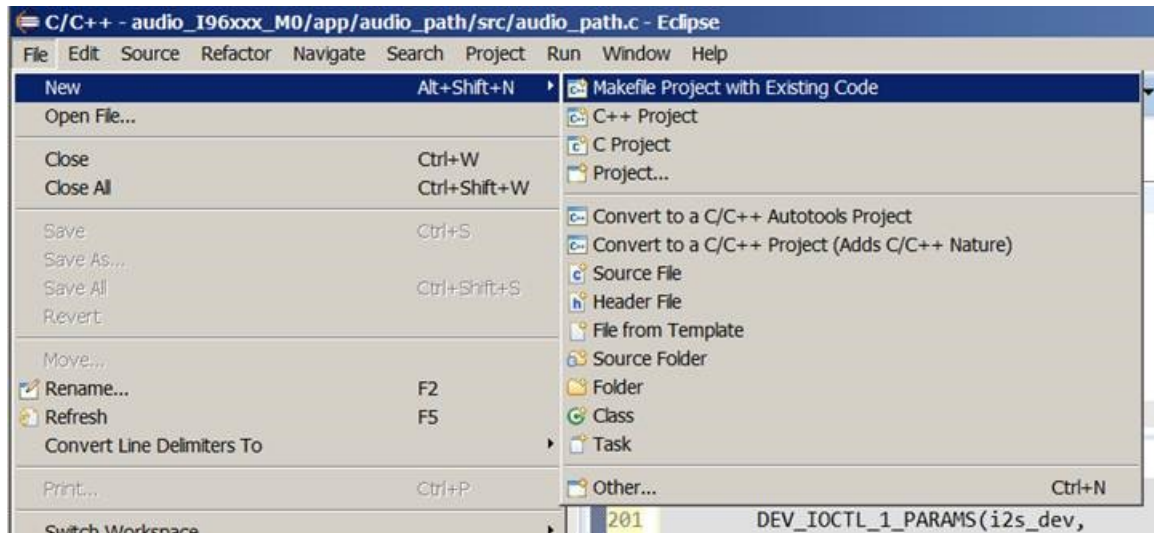 C/C++ - audio_I96xxx_M0/app/audio_path/src/audio_path.c - Eclipse
File Edit Source Refactor Navigate Search Project Run Window Help
New Alt+Shift+N
Open File...
Close Ctrl+W
Close All Ctrl+Shift+W
Save Ctrl+S
Save As...
Save All Ctrl+Shift+S
Revert
Move...
Rename... F2
Refresh F5
Convert Line Delimiters To
Print... Ctrl+P
Switch Workspace
Makefile Project with Existing Code
C++ Project
C Project
Project...
Convert to a C/C++ Autotools Project
Convert to a C/C++ Project (Adds C/C++ Nature)
Source File
Header File
File from Template
Source Folder
Folder
Class
Task
Other... Ctrl+N
201 DEV_IOCTL_1_PARAMS(i2s_dev,